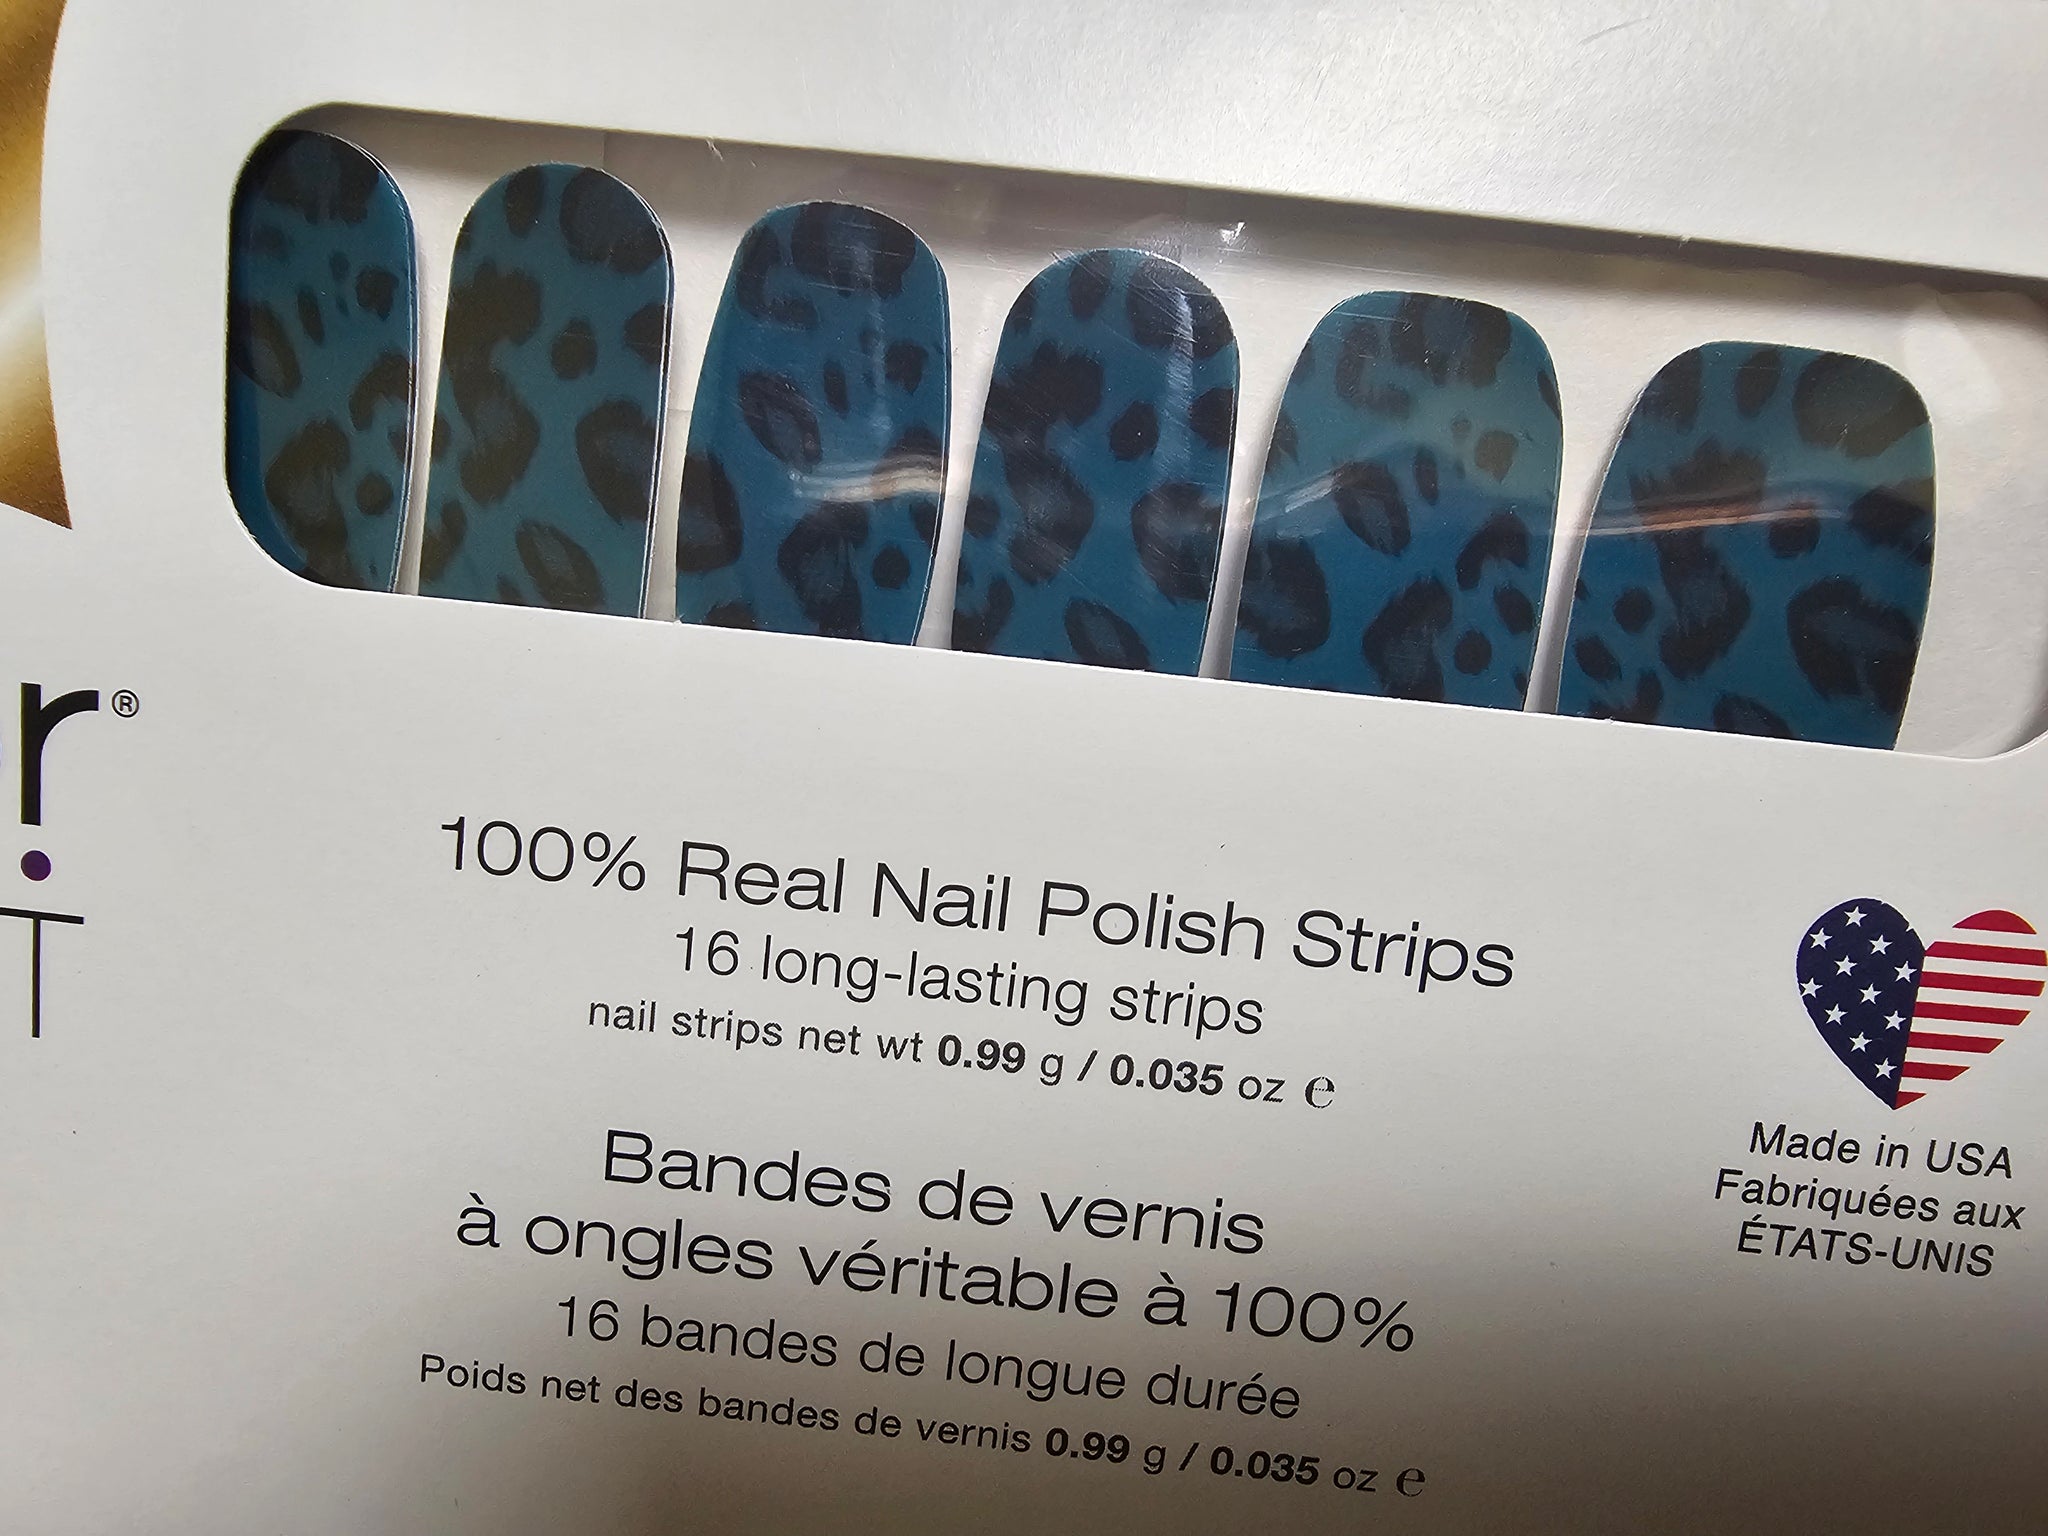 r®
T
100% Real Nail Polish Strips
16 long-lasting strips
nail strips net wt 0.99 g / 0.035 oz ℮
Bandes de vernis
à ongles véritable à 100%
16 bandes de longue durée
Poids net des bandes de vernis 0.99 g / 0.035 oz ℮
Made in USA
Fabriquées aux
ÉTATS-UNIS